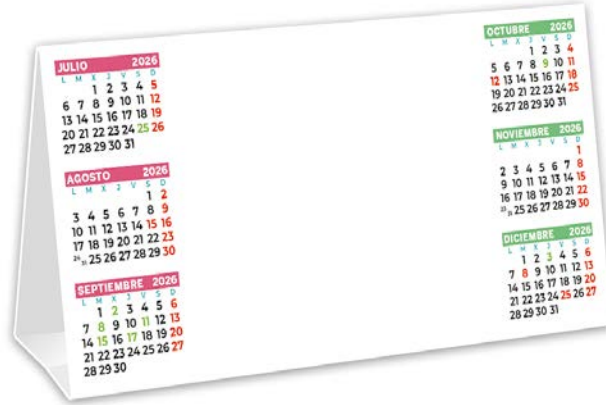 JULIO 2026
L M X J V S D
1 2 3 4 5
6 7 8 9 10 11 12
13 14 15 16 17 18 19
20 21 22 23 24 25 26
27 28 29 30 31
AGOSTO 2026
L M X J V S D
1 2
3 4 5 6 7 8 9
10 11 12 13 14 15 16
17 18 19 20 21 22 23
24 31 25 26 27 28 29 30
SEPTIEMBRE 2026
L M X J V S D
1 2 3 4 5 6
7 8 9 10 11 12 13
14 15 16 17 18 19 20
21 22 23 24 25 26 27
28 29 30
OCTUBRE 2026
L M X J V S D
1 2 3 4
5 6 7 8 9 10 11
12 13 14 15 16 17 18
19 20 21 22 23 24 25
26 27 28 29 30 31
NOVIEMBRE 2026
L M X J V S D
1
2 3 4 5 6 7 8
9 10 11 12 13 14 15
16 17 18 19 20 21 22
23 30 24 25 26 27 28 29
DICIEMBRE 2026
L M X J V S D
1 2 3 4 5 6
7 8 9 10 11 12 13
14 15 16 17 18 19 20
21 22 23 24 25 26 27
28 29 30 31